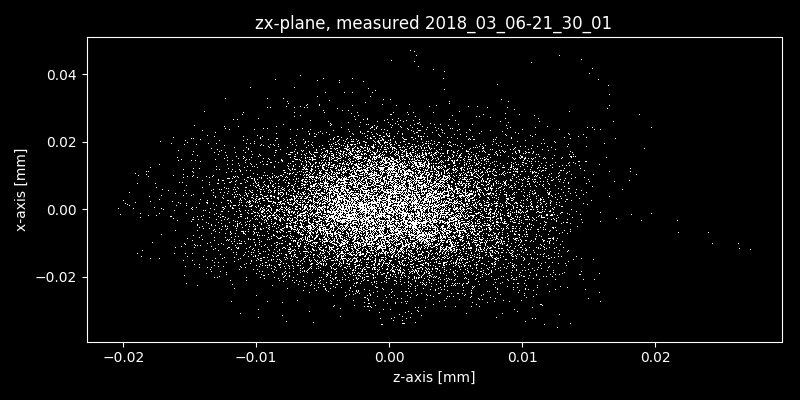 zx-plane, measured 2018_03_06-21_30_01
0.04
0.02
0.00
−0.02
x-axis [mm]
−0.02 −0.01 0.00 0.01 0.02
z-axis [mm]